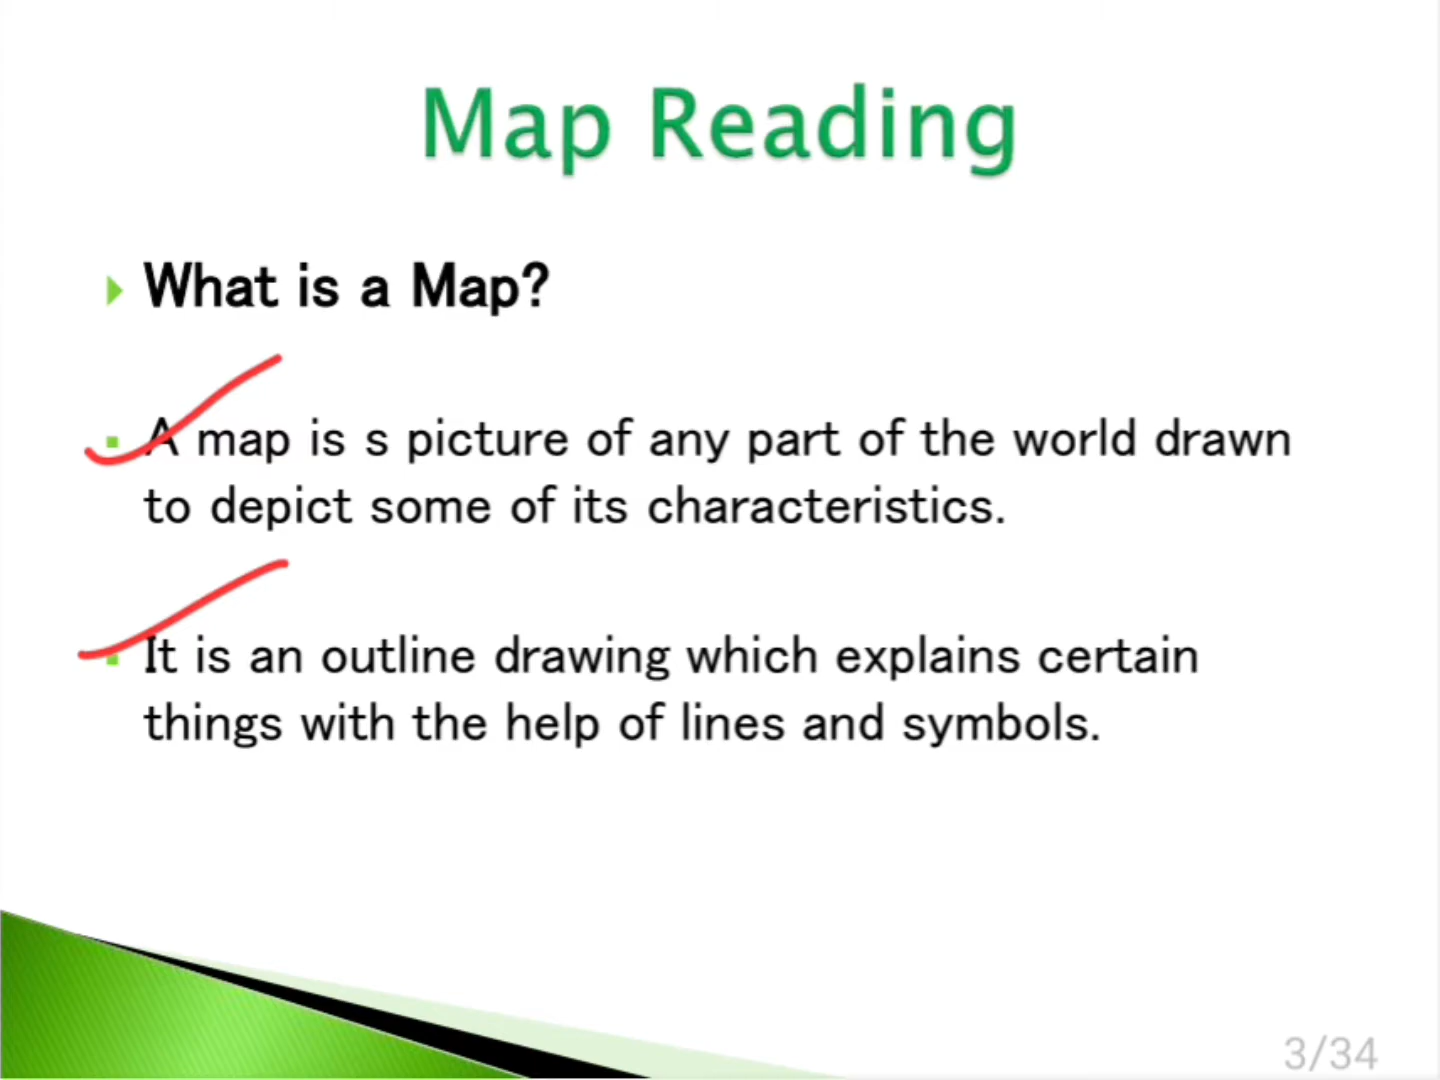 Map Reading
What is a Map?
A map is s picture of any part of the world drawn
to depict some of its characteristics.
It is an outline drawing which explains certain
things with the help of lines and symbols.
3/34